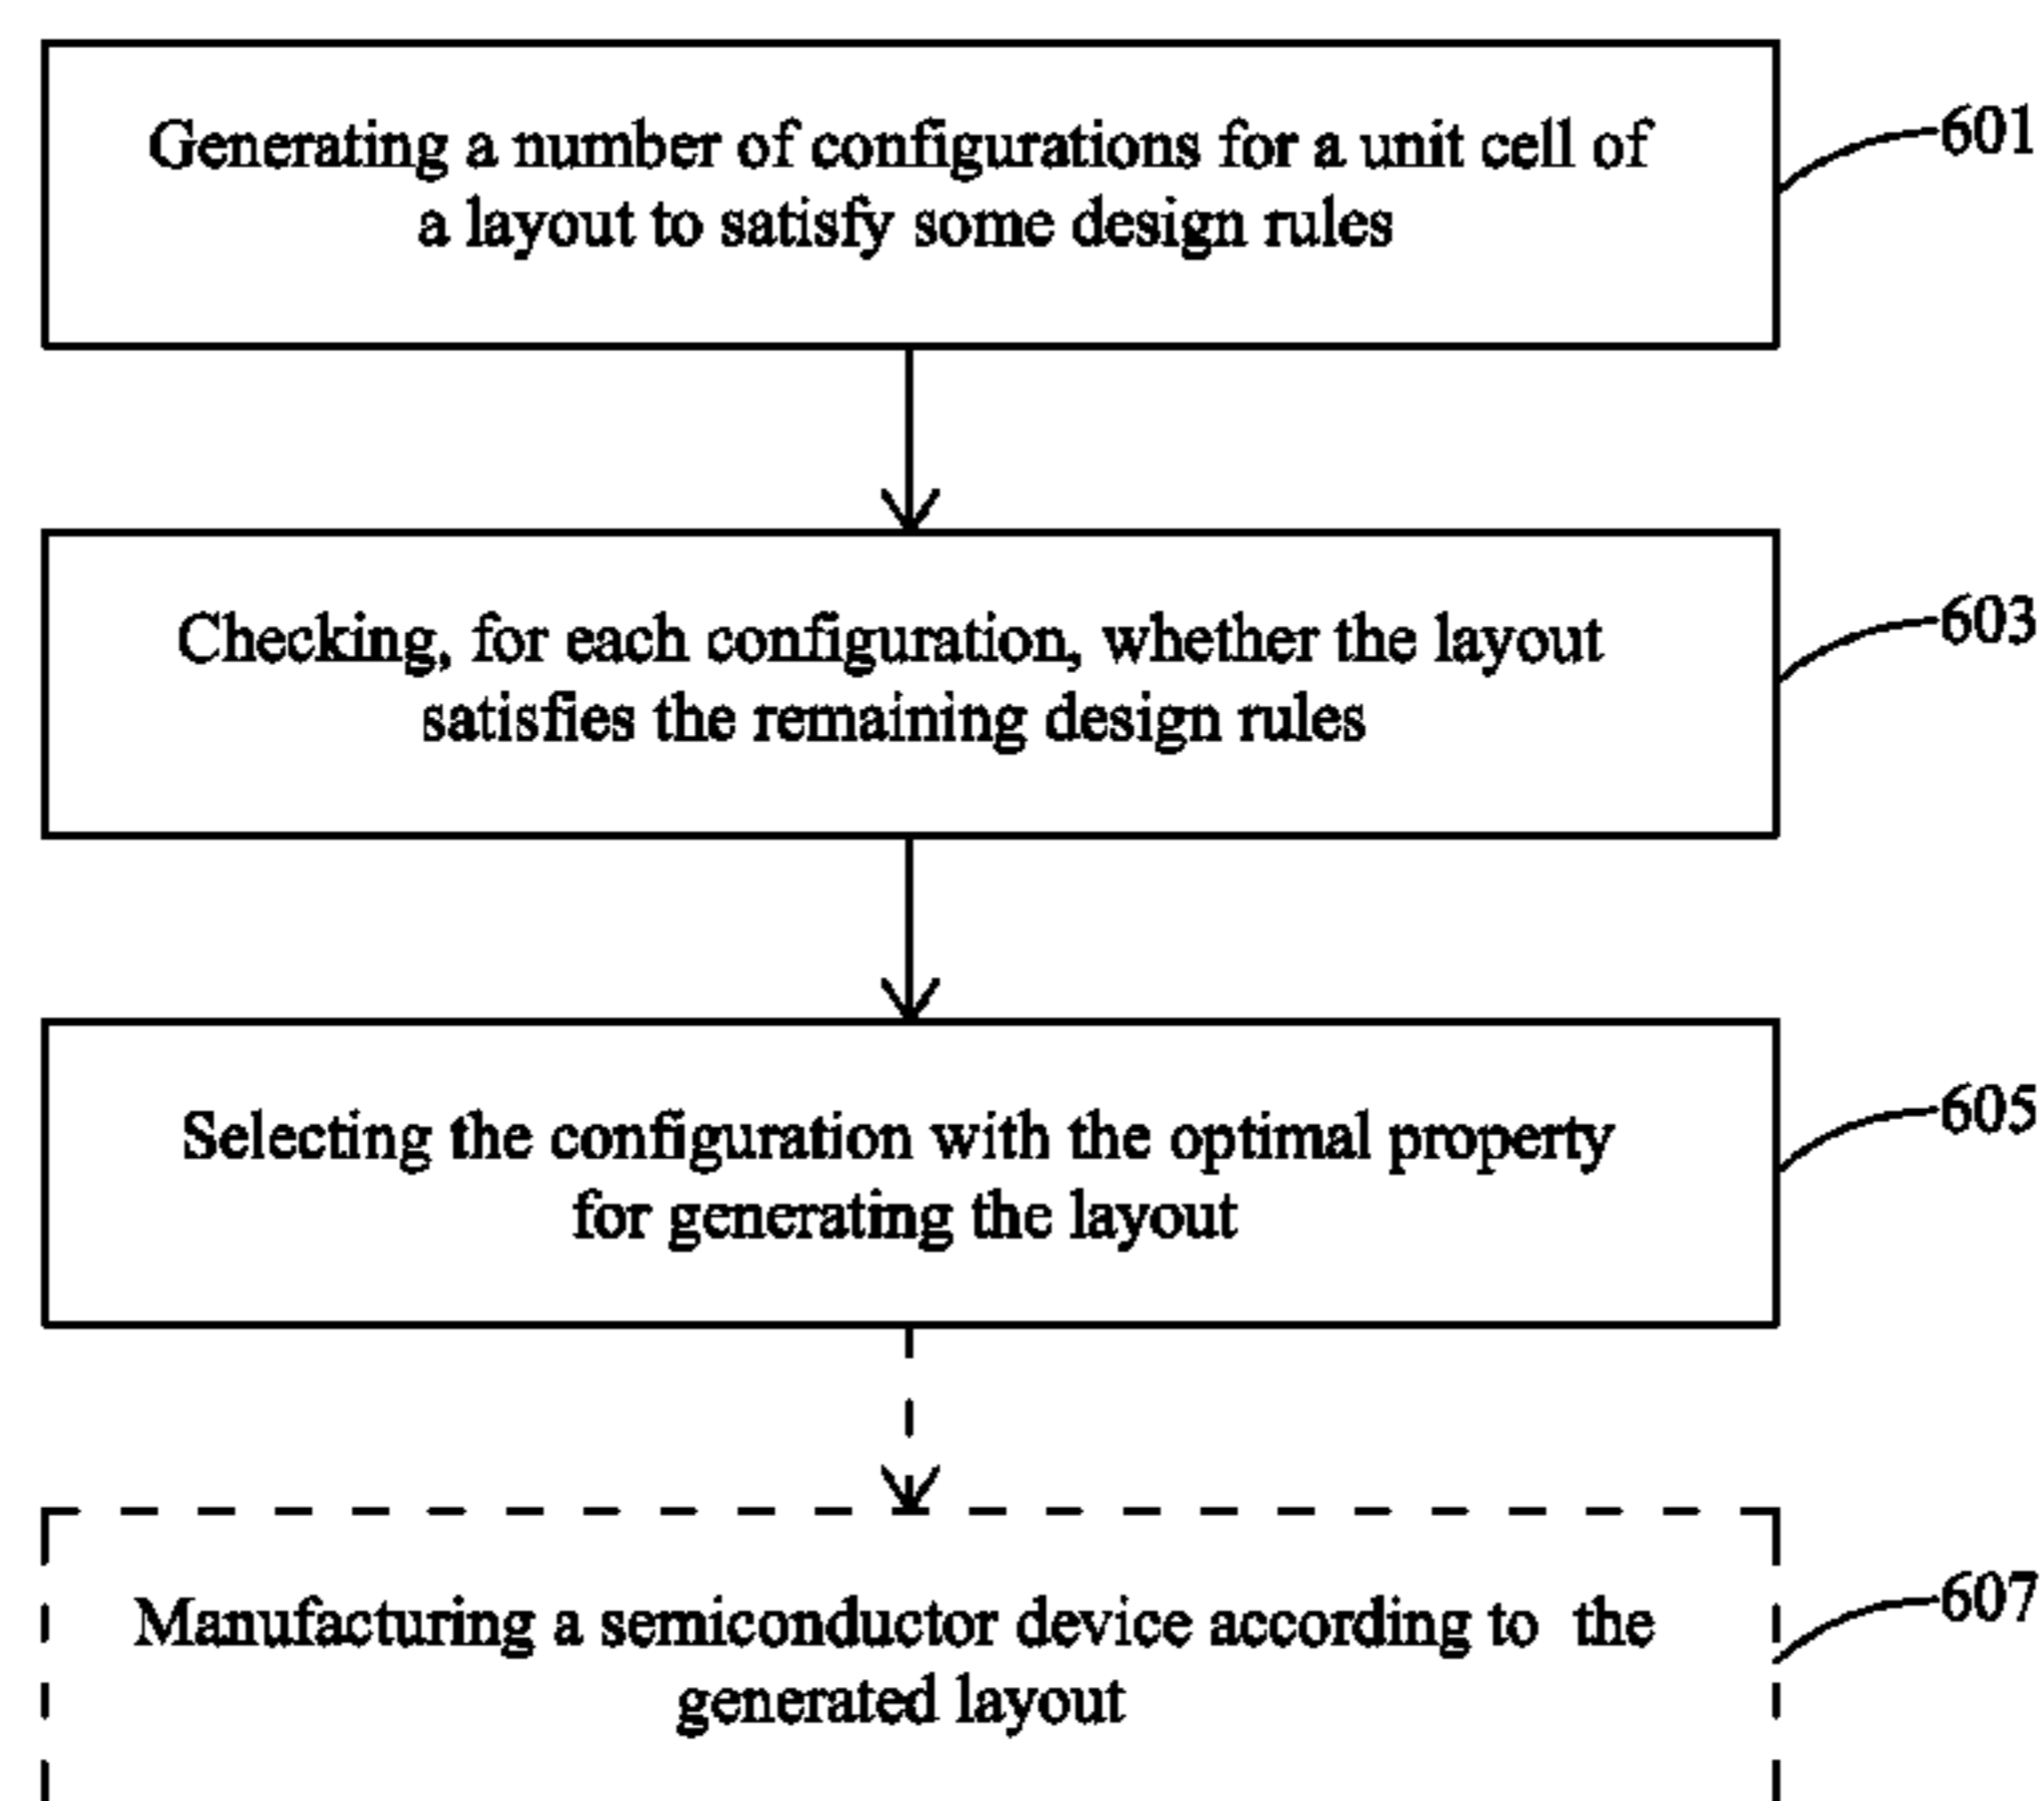 Generating a number of configurations for a unit cell of
a layout to satisfy some design rules
601
Checking, for each configuration, whether the layout
satisfies the remaining design rules
603
Selecting the configuration with the optimal property
for generating the layout
605
Manufacturing a semiconductor device according to the
generated layout
607